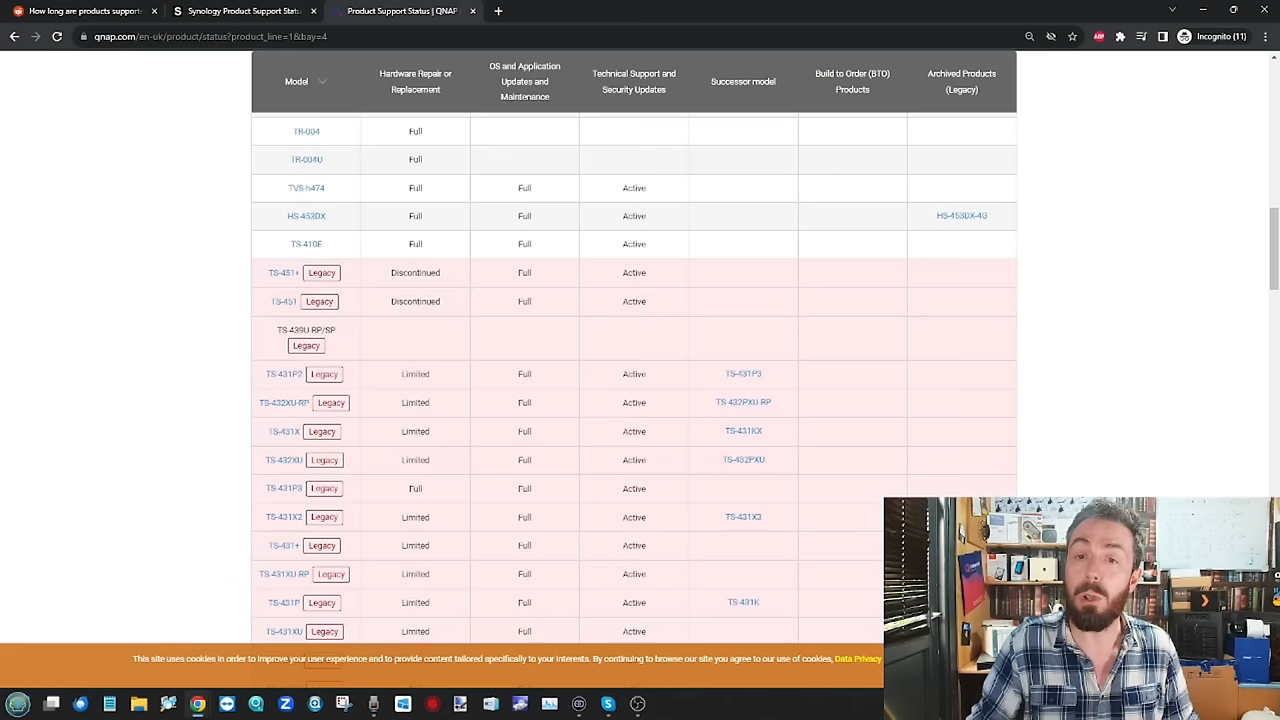 How long are products supporte
Synology Product Support Statu
Product Support Status | QNAP
qnap.com/en-uk/product/status?product_line=1&bay=4
ABP
Incognito (11)
Model
Hardware Repair or Replacement
OS and Application Updates and Maintenance
Technical Support and Security Updates
Successor model
Build to Order (BTO) Products
Archived Products (Legacy)
TR-004 Full
TR-004U Full
TVS-h474 Full Full Active
HS-453DX Full Full Active HS-453DX-4G
TS-410E Full Full Active
TS-451+ Legacy Discontinued Full Active
TS-451 Legacy Discontinued Full Active
TS-439U-RP/SP
Legacy
TS-431P2 Legacy Limited Full Active TS-431P3
TS-432XU-RP Legacy Limited Full Active TS-432PXU-RP
TS-431X Legacy Limited Full Active TS-431KX
TS-432XU Legacy Limited Full Active TS-432PXU
TS-431P3 Legacy Full Full Active
TS-431X2 Legacy Limited Full Active TS-431X3
TS-431+ Legacy Limited Full Active
TS-431XU-RP Legacy Limited Full Active
TS-431P Legacy Limited Full Active TS-431K
TS-431XU Legacy Limited Full Active
This site uses cookies in order to improve your user experience and to provide content tailored specifically to your interests. By continuing to browse our site you agree to our use of cookies, Data Privacy